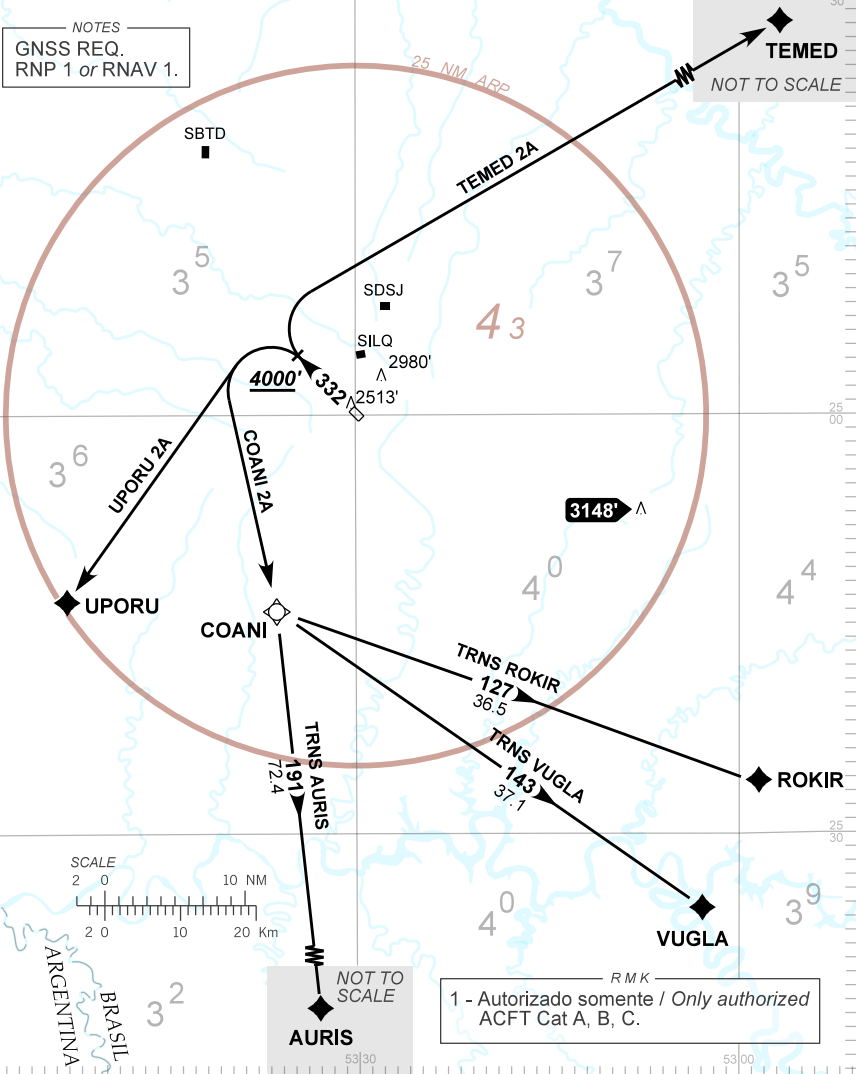 NOTES
GNSS REQ.
RNP 1 or RNAV 1.
30
TEMED
NOT TO SCALE
25 NM ARP
SBTD
TEMED 2A
3 5
3 7
3 5
SDSJ
4 3
SILQ
2980'
4000'
332
2513'
25
00
COANI 2A
UPORU 2A
3 6
3148'
4 0
4 4
UPORU
COANI
TRNS ROKIR
127
36.5
TRNS AURIS
191
72.4
TRNS VUGLA
143
37.1
ROKIR
25
30
SCALE
2 0 10 NM
2 0 10 20 Km
4 0
3 9
VUGLA
ARGENTINA
BRASIL
3 2
NOT TO
SCALE
AURIS
RMK
1 - Autorizado somente / Only authorized
ACFT Cat A, B, C.
53 30
53 00